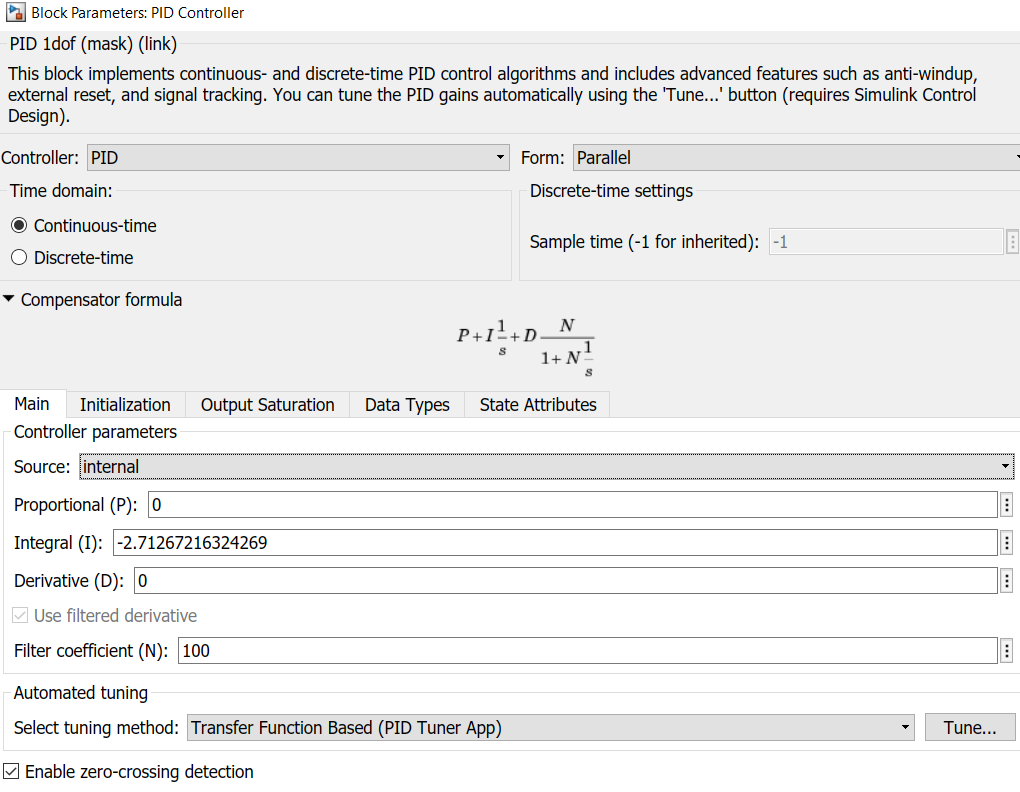 Block Parameters: PID Controller
PID 1dof (mask) (link)
This block implements continuous- and discrete-time PID control algorithms and includes advanced features such as anti-windup,
external reset, and signal tracking. You can tune the PID gains automatically using the 'Tune...' button (requires Simulink Control
Design).
Controller: PID Form: Parallel
Time domain: Discrete-time settings
Continuous-time
Sample time (-1 for inherited): -1
Discrete-time
Compensator formula
P + I 1/s + D N/(1 + N 1/s)
Main Initialization Output Saturation Data Types State Attributes
Controller parameters
Source: internal
Proportional (P): 0
Integral (I): -2.71267216324269
Derivative (D): 0
Use filtered derivative
Filter coefficient (N): 100
Automated tuning
Select tuning method: Transfer Function Based (PID Tuner App) Tune...
Enable zero-crossing detection